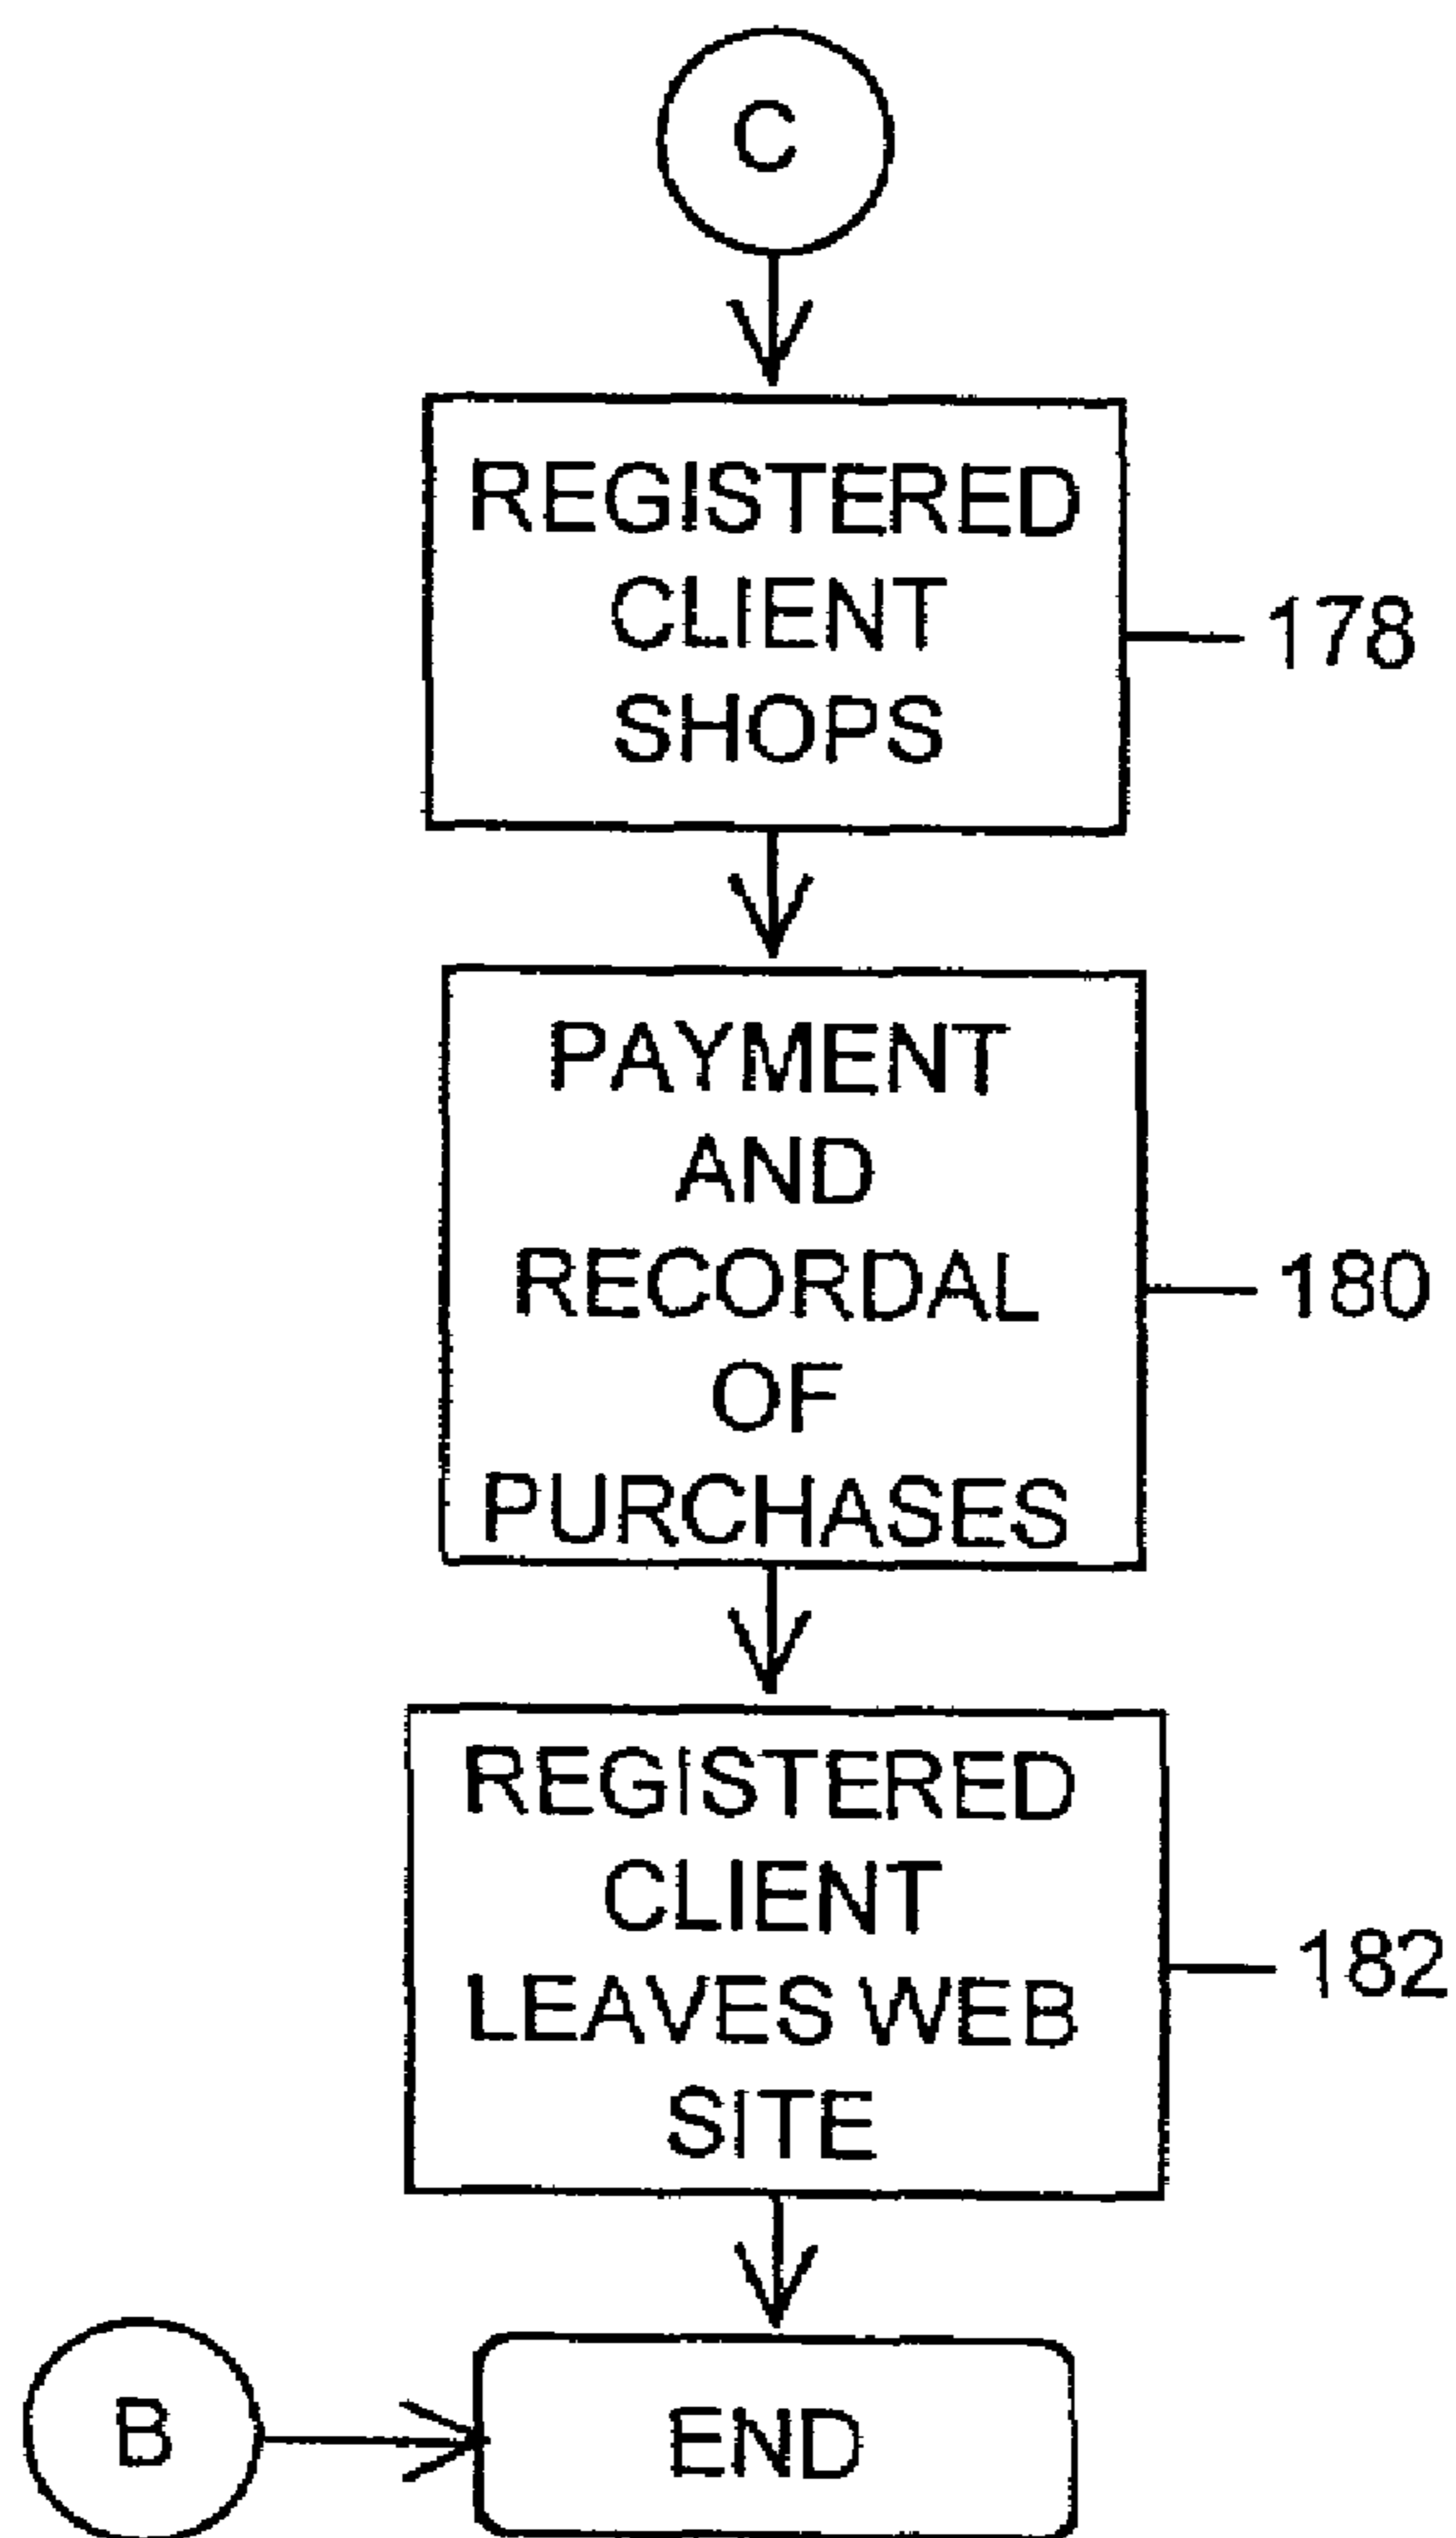 C
REGISTERED
CLIENT
SHOPS
178
PAYMENT
AND
RECORDAL
OF
PURCHASES
180
REGISTERED
CLIENT
LEAVES WEB
SITE
182
B
END